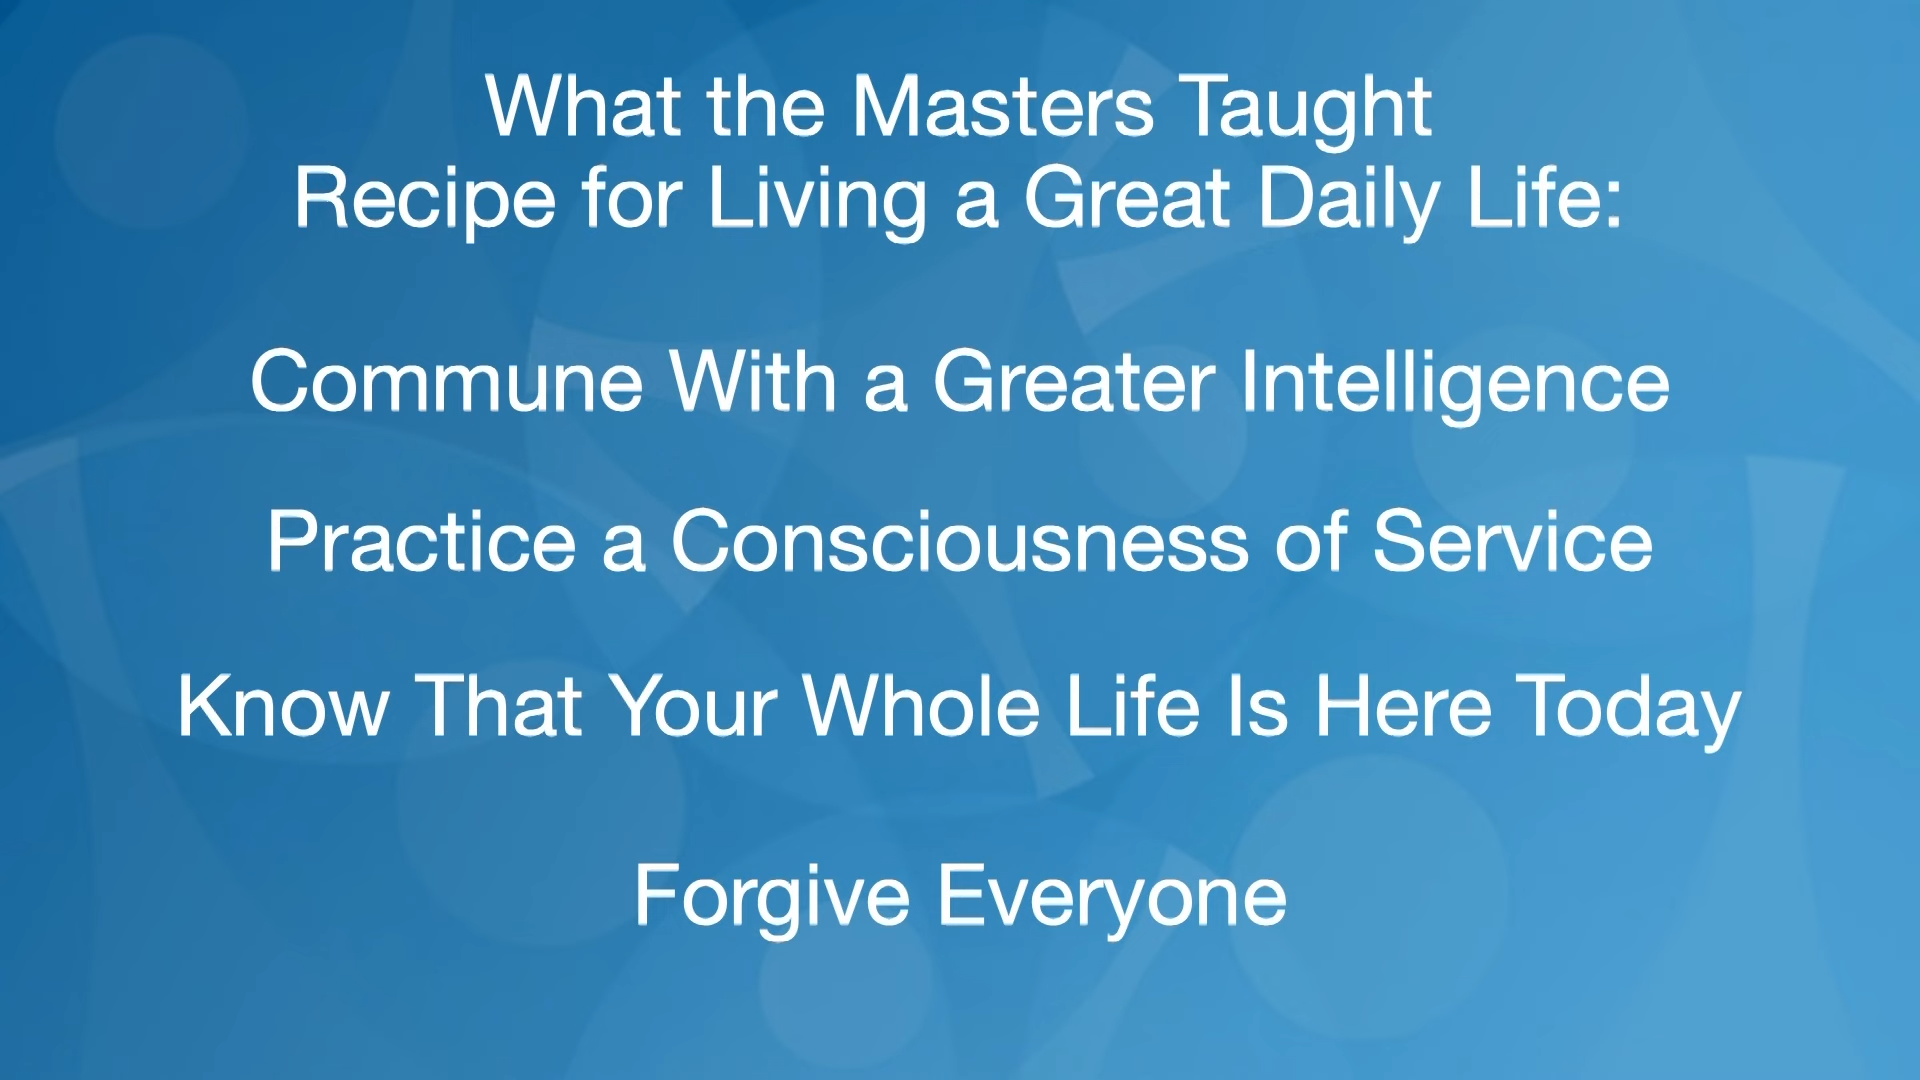 What the Masters Taught
Recipe for Living a Great Daily Life:
Commune With a Greater Intelligence
Practice a Consciousness of Service
Know That Your Whole Life Is Here Today
Forgive Everyone